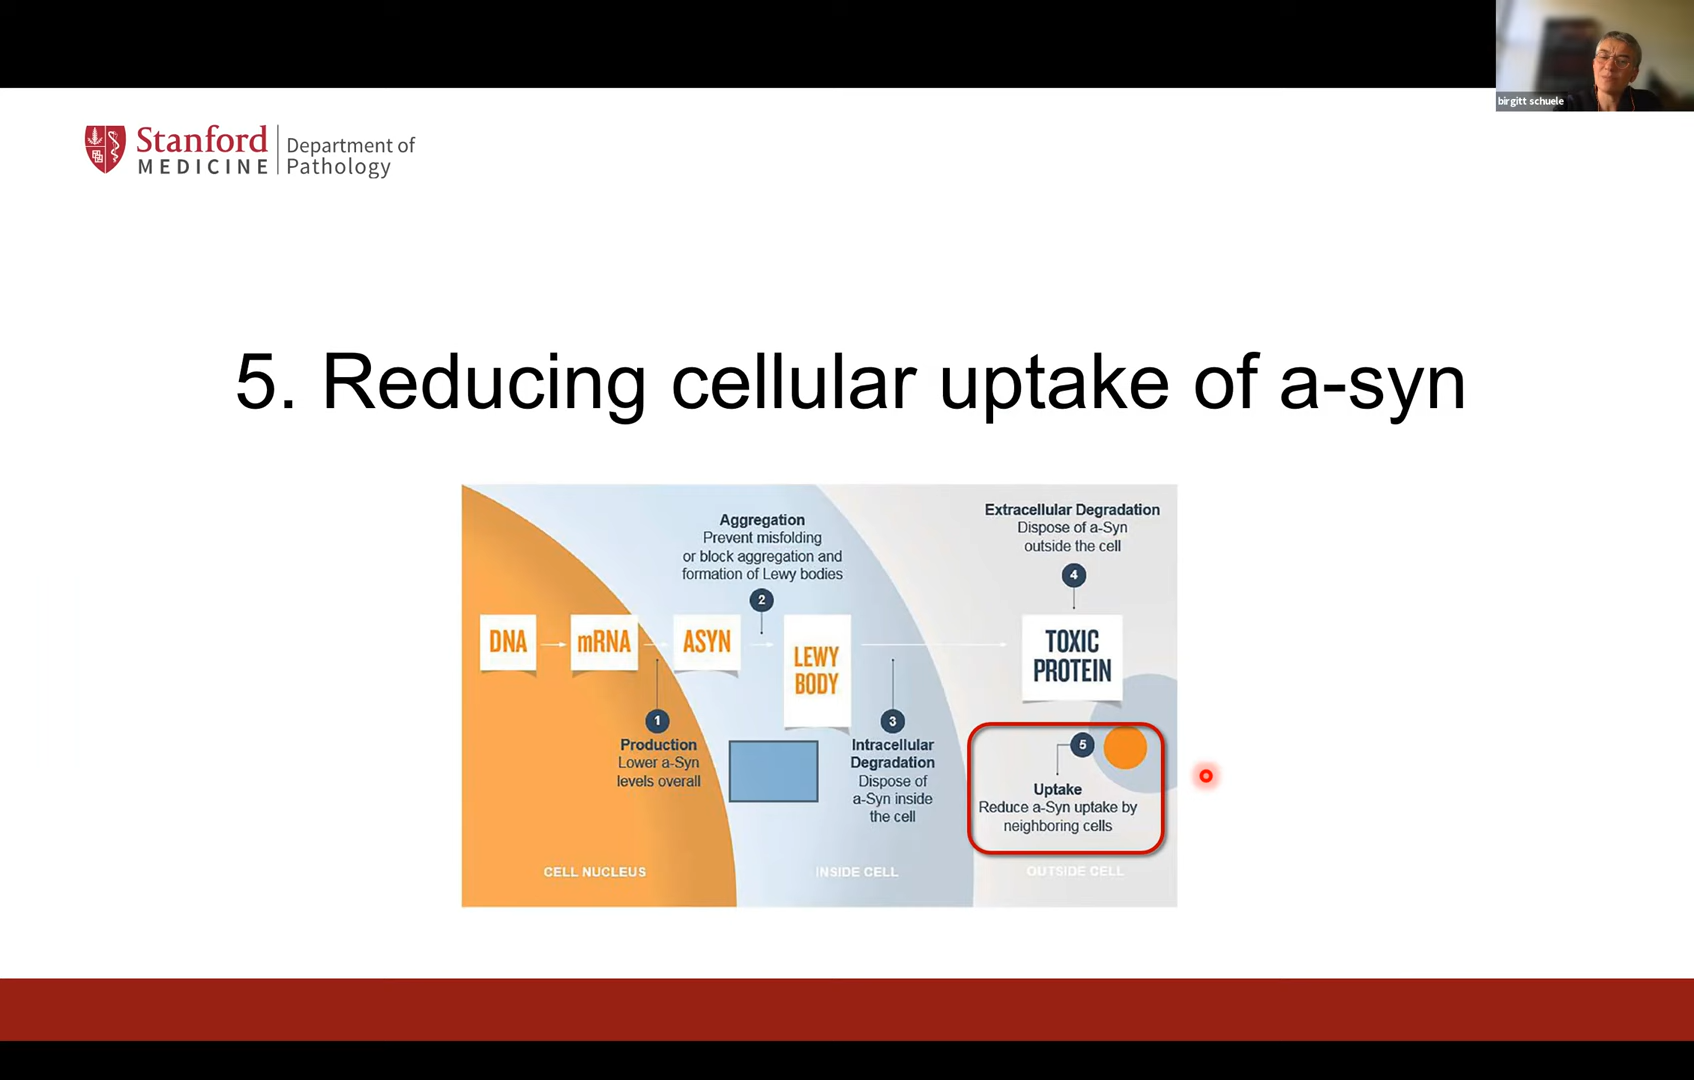 birgitt schuele
Stanford
MEDICINE
Department of
Pathology
5. Reducing cellular uptake of a-syn
Aggregation
Prevent misfolding
or block aggregation and
formation of Lewy bodies
2
Extracellular Degradation
Dispose of a-Syn
outside the cell
4
DNA
mRNA
ASYN
LEWY
BODY
TOXIC
PROTEIN
1
Production
Lower a-Syn
levels overall
3
Intracellular
Degradation
Dispose of
a-Syn inside
the cell
5
Uptake
Reduce a-Syn uptake by
neighboring cells
CELL NUCLEUS
INSIDE CELL
OUTSIDE CELL